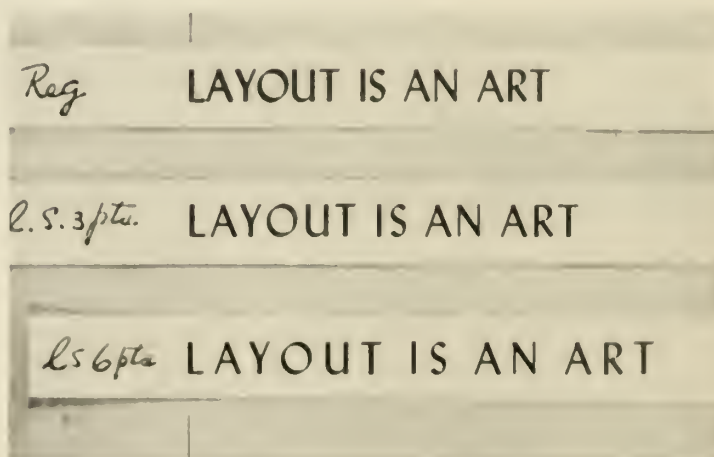 Reg LAYOUT IS AN ART
l.s.3pts. LAYOUT IS AN ART
ls 6pts LAYOUT IS AN ART